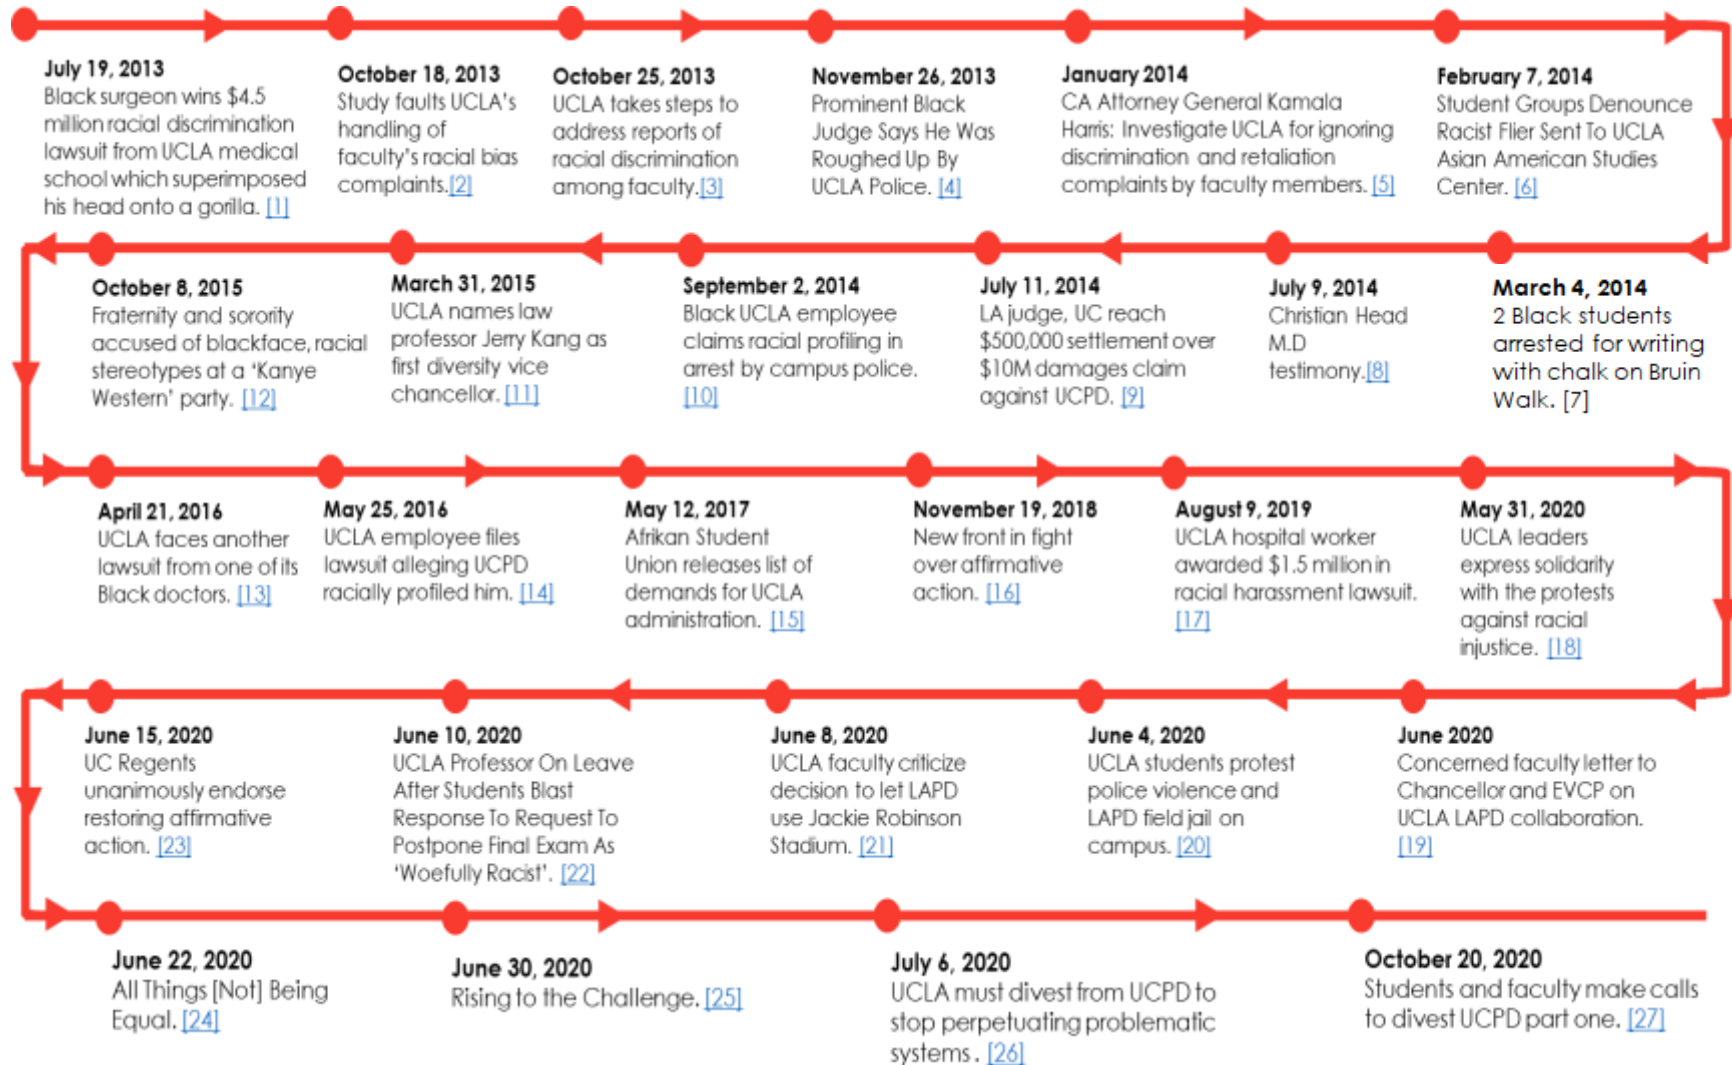 July 19, 2013
Black surgeon wins $4.5
million racial discrimination
lawsuit from UCLA medical
school which superimposed
his head onto a gorilla. [1]
October 18, 2013
Study faults UCLA's
handling of
faculty's racial bias
complaints.[2]
October 25, 2013
UCLA takes steps to
address reports of
racial discrimination
among faculty.[3]
November 26, 2013
Prominent Black
Judge Says He Was
Roughed Up By
UCLA Police. [4]
January 2014
CA Attorney General Kamala
Harris: Investigate UCLA for ignoring
discrimination and retaliation
complaints by faculty members. [5]
February 7, 2014
Student Groups Denounce
Racist Flier Sent To UCLA
Asian American Studies
Center. [6]
March 4, 2014
2 Black students
arrested for writing
with chalk on Bruin
Walk. [7]
July 9, 2014
Christian Head
M.D
testimony.[8]
July 11, 2014
LA judge, UC reach
$500,000 settlement over
$10M damages claim
against UCPD. [9]
September 2, 2014
Black UCLA employee
claims racial profiling in
arrest by campus police.
[10]
March 31, 2015
UCLA names law
professor Jerry Kang as
first diversity vice
chancellor. [11]
October 8, 2015
Fraternity and sorority
accused of blackface, racial
stereotypes at a 'Kanye
Western' party. [12]
April 21, 2016
UCLA faces another
lawsuit from one of its
Black doctors. [13]
May 25, 2016
UCLA employee files
lawsuit alleging UCPD
racially profiled him. [14]
May 12, 2017
Afrikan Student
Union releases list of
demands for UCLA
administration. [15]
November 19, 2018
New front in fight
over affirmative
action. [16]
August 9, 2019
UCLA hospital worker
awarded $1.5 million in
racial harassment lawsuit.
[17]
May 31, 2020
UCLA leaders
express solidarity
with the protests
against racial
injustice. [18]
June 2020
Concerned faculty letter to
Chancellor and EVCP on
UCLA LAPD collaboration.
[19]
June 4, 2020
UCLA students protest
police violence and
LAPD field jail on
campus. [20]
June 8, 2020
UCLA faculty criticize
decision to let LAPD
use Jackie Robinson
Stadium. [21]
June 10, 2020
UCLA Professor On Leave
After Students Blast
Response To Request To
Postpone Final Exam As
'Woefully Racist'. [22]
June 15, 2020
UC Regents
unanimously endorse
restoring affirmative
action. [23]
June 22, 2020
All Things [Not] Being
Equal. [24]
June 30, 2020
Rising to the Challenge. [25]
July 6, 2020
UCLA must divest from UCPD to
stop perpetuating problematic
systems. [26]
October 20, 2020
Students and faculty make calls
to divest UCPD part one. [27]